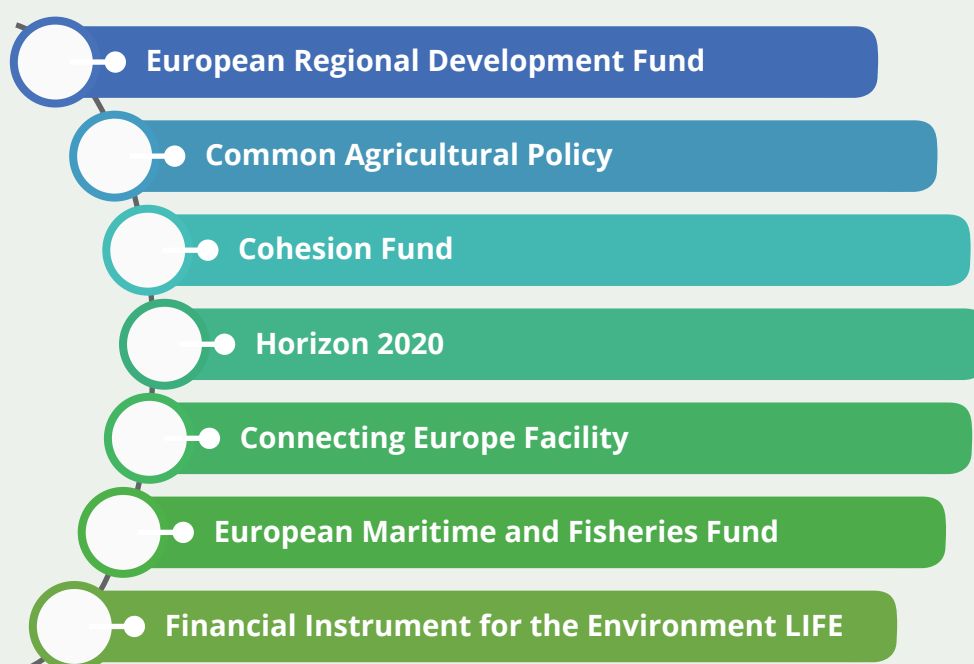 European Regional Development Fund
Common Agricultural Policy
Cohesion Fund
Horizon 2020
Connecting Europe Facility
European Maritime and Fisheries Fund
Financial Instrument for the Environment LIFE